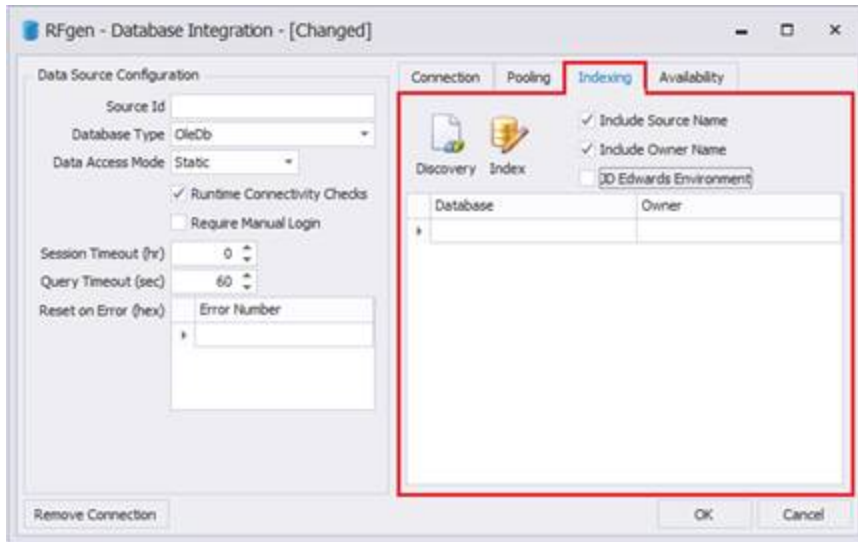 RFgen - Database Integration - [Changed]
Data Source Configuration
Source Id
Database Type OleDb
Data Access Mode Static
Runtime Connectivity Checks
Require Manual Login
Session Timeout (hr) 0
Query Timeout (sec) 60
Reset on Error (hex) Error Number
Remove Connection
Connection Pooling Indexing Availability
Discovery Index
Include Source Name
Include Owner Name
JD Edwards Environment
Database Owner
OK Cancel